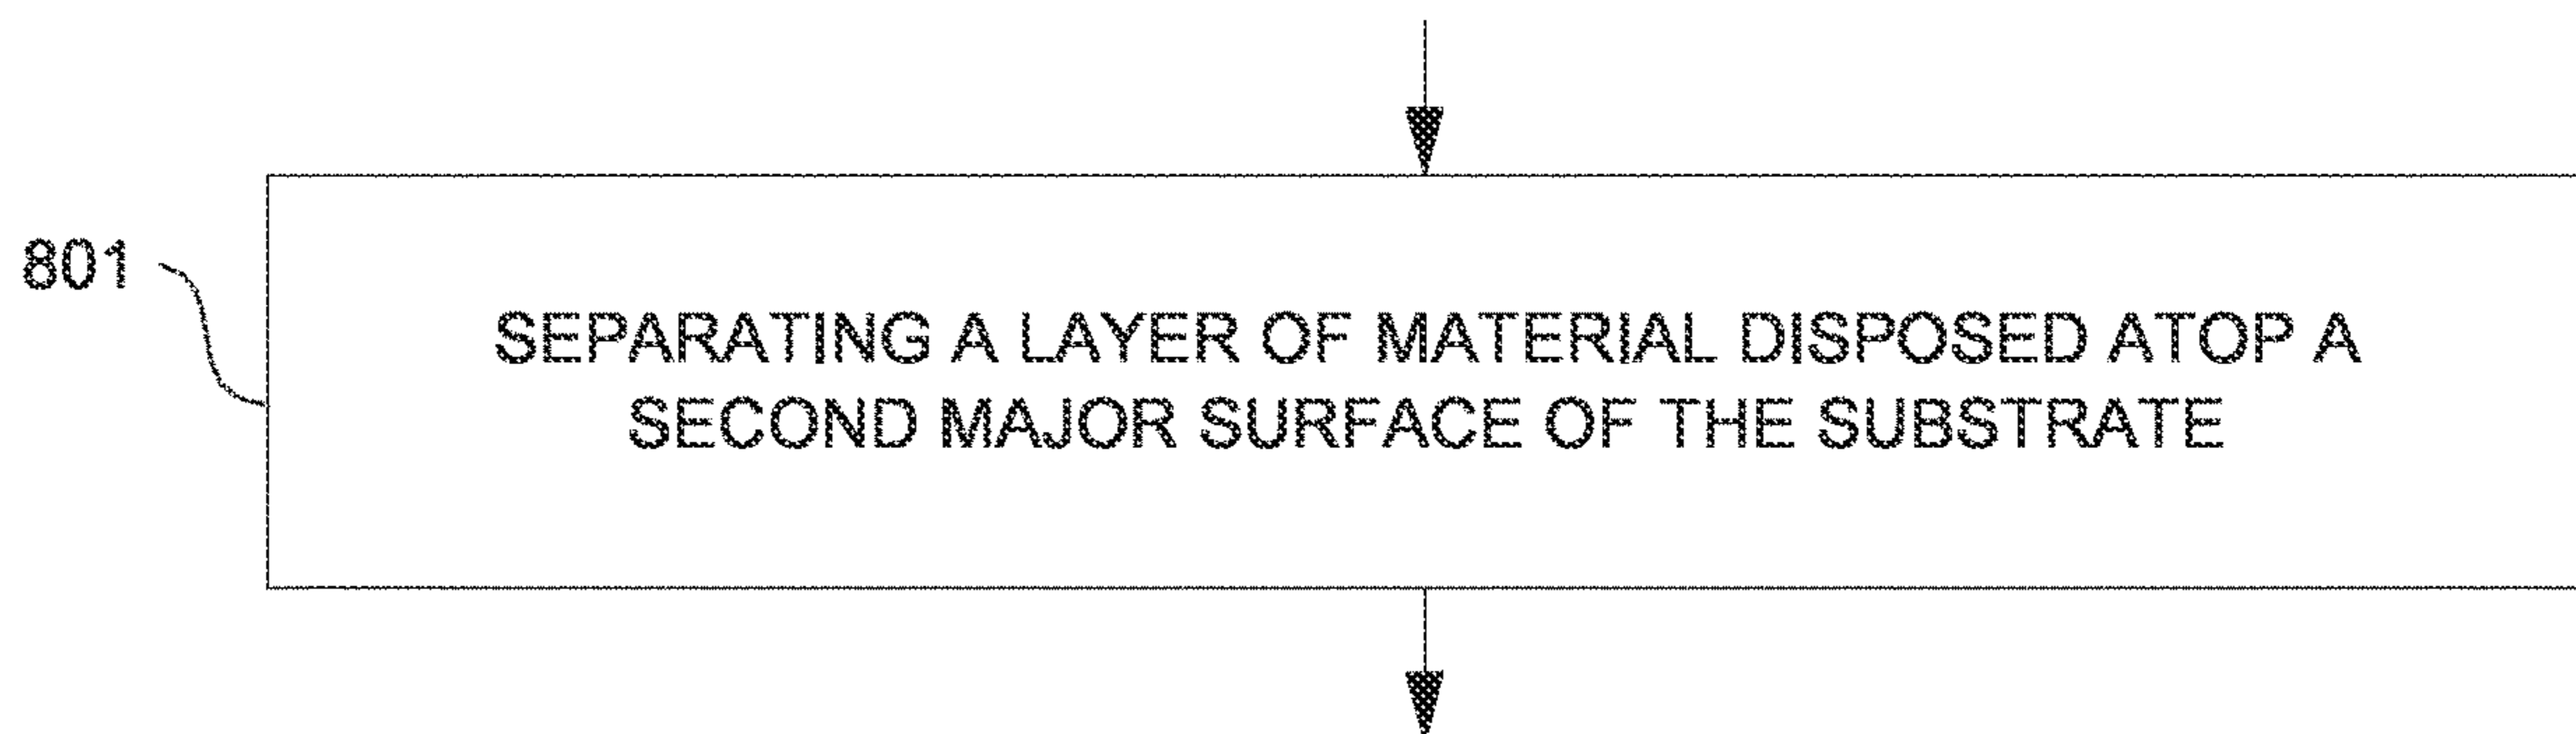 801
SEPARATING A LAYER OF MATERIAL DISPOSED ATOP A
SECOND MAJOR SURFACE OF THE SUBSTRATE